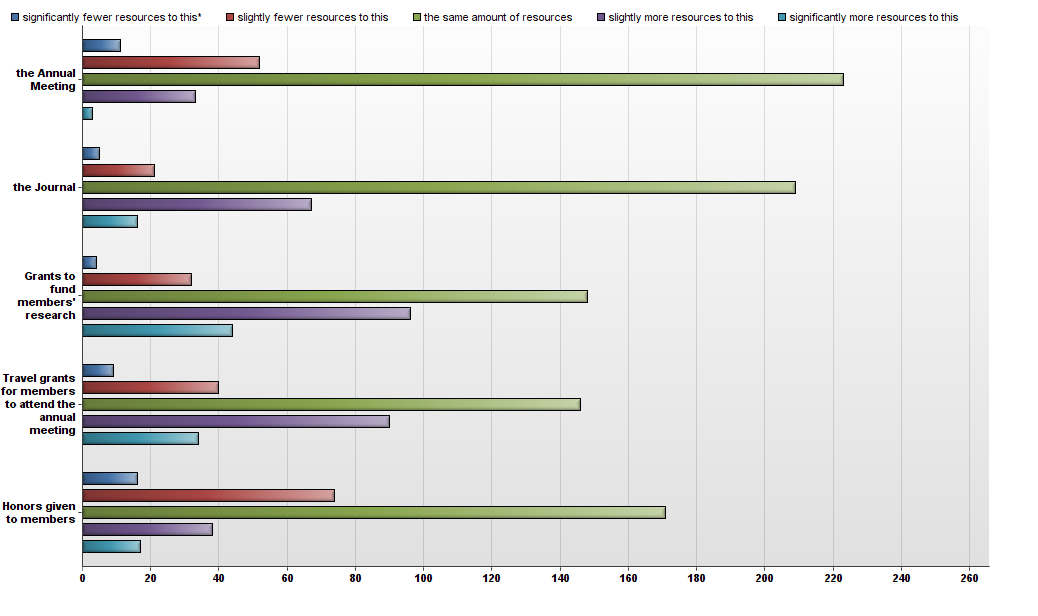 significantly fewer resources to this* slightly fewer resources to this the same amount of resources slightly more resources to this significantly more resources to this
the Annual
Meeting
the Journal
Grants to
fund
members'
research
Travel grants
for members
to attend the
annual
meeting
Honors given
to members
0 20 40 60 80 100 120 140 160 180 200 220 240 260